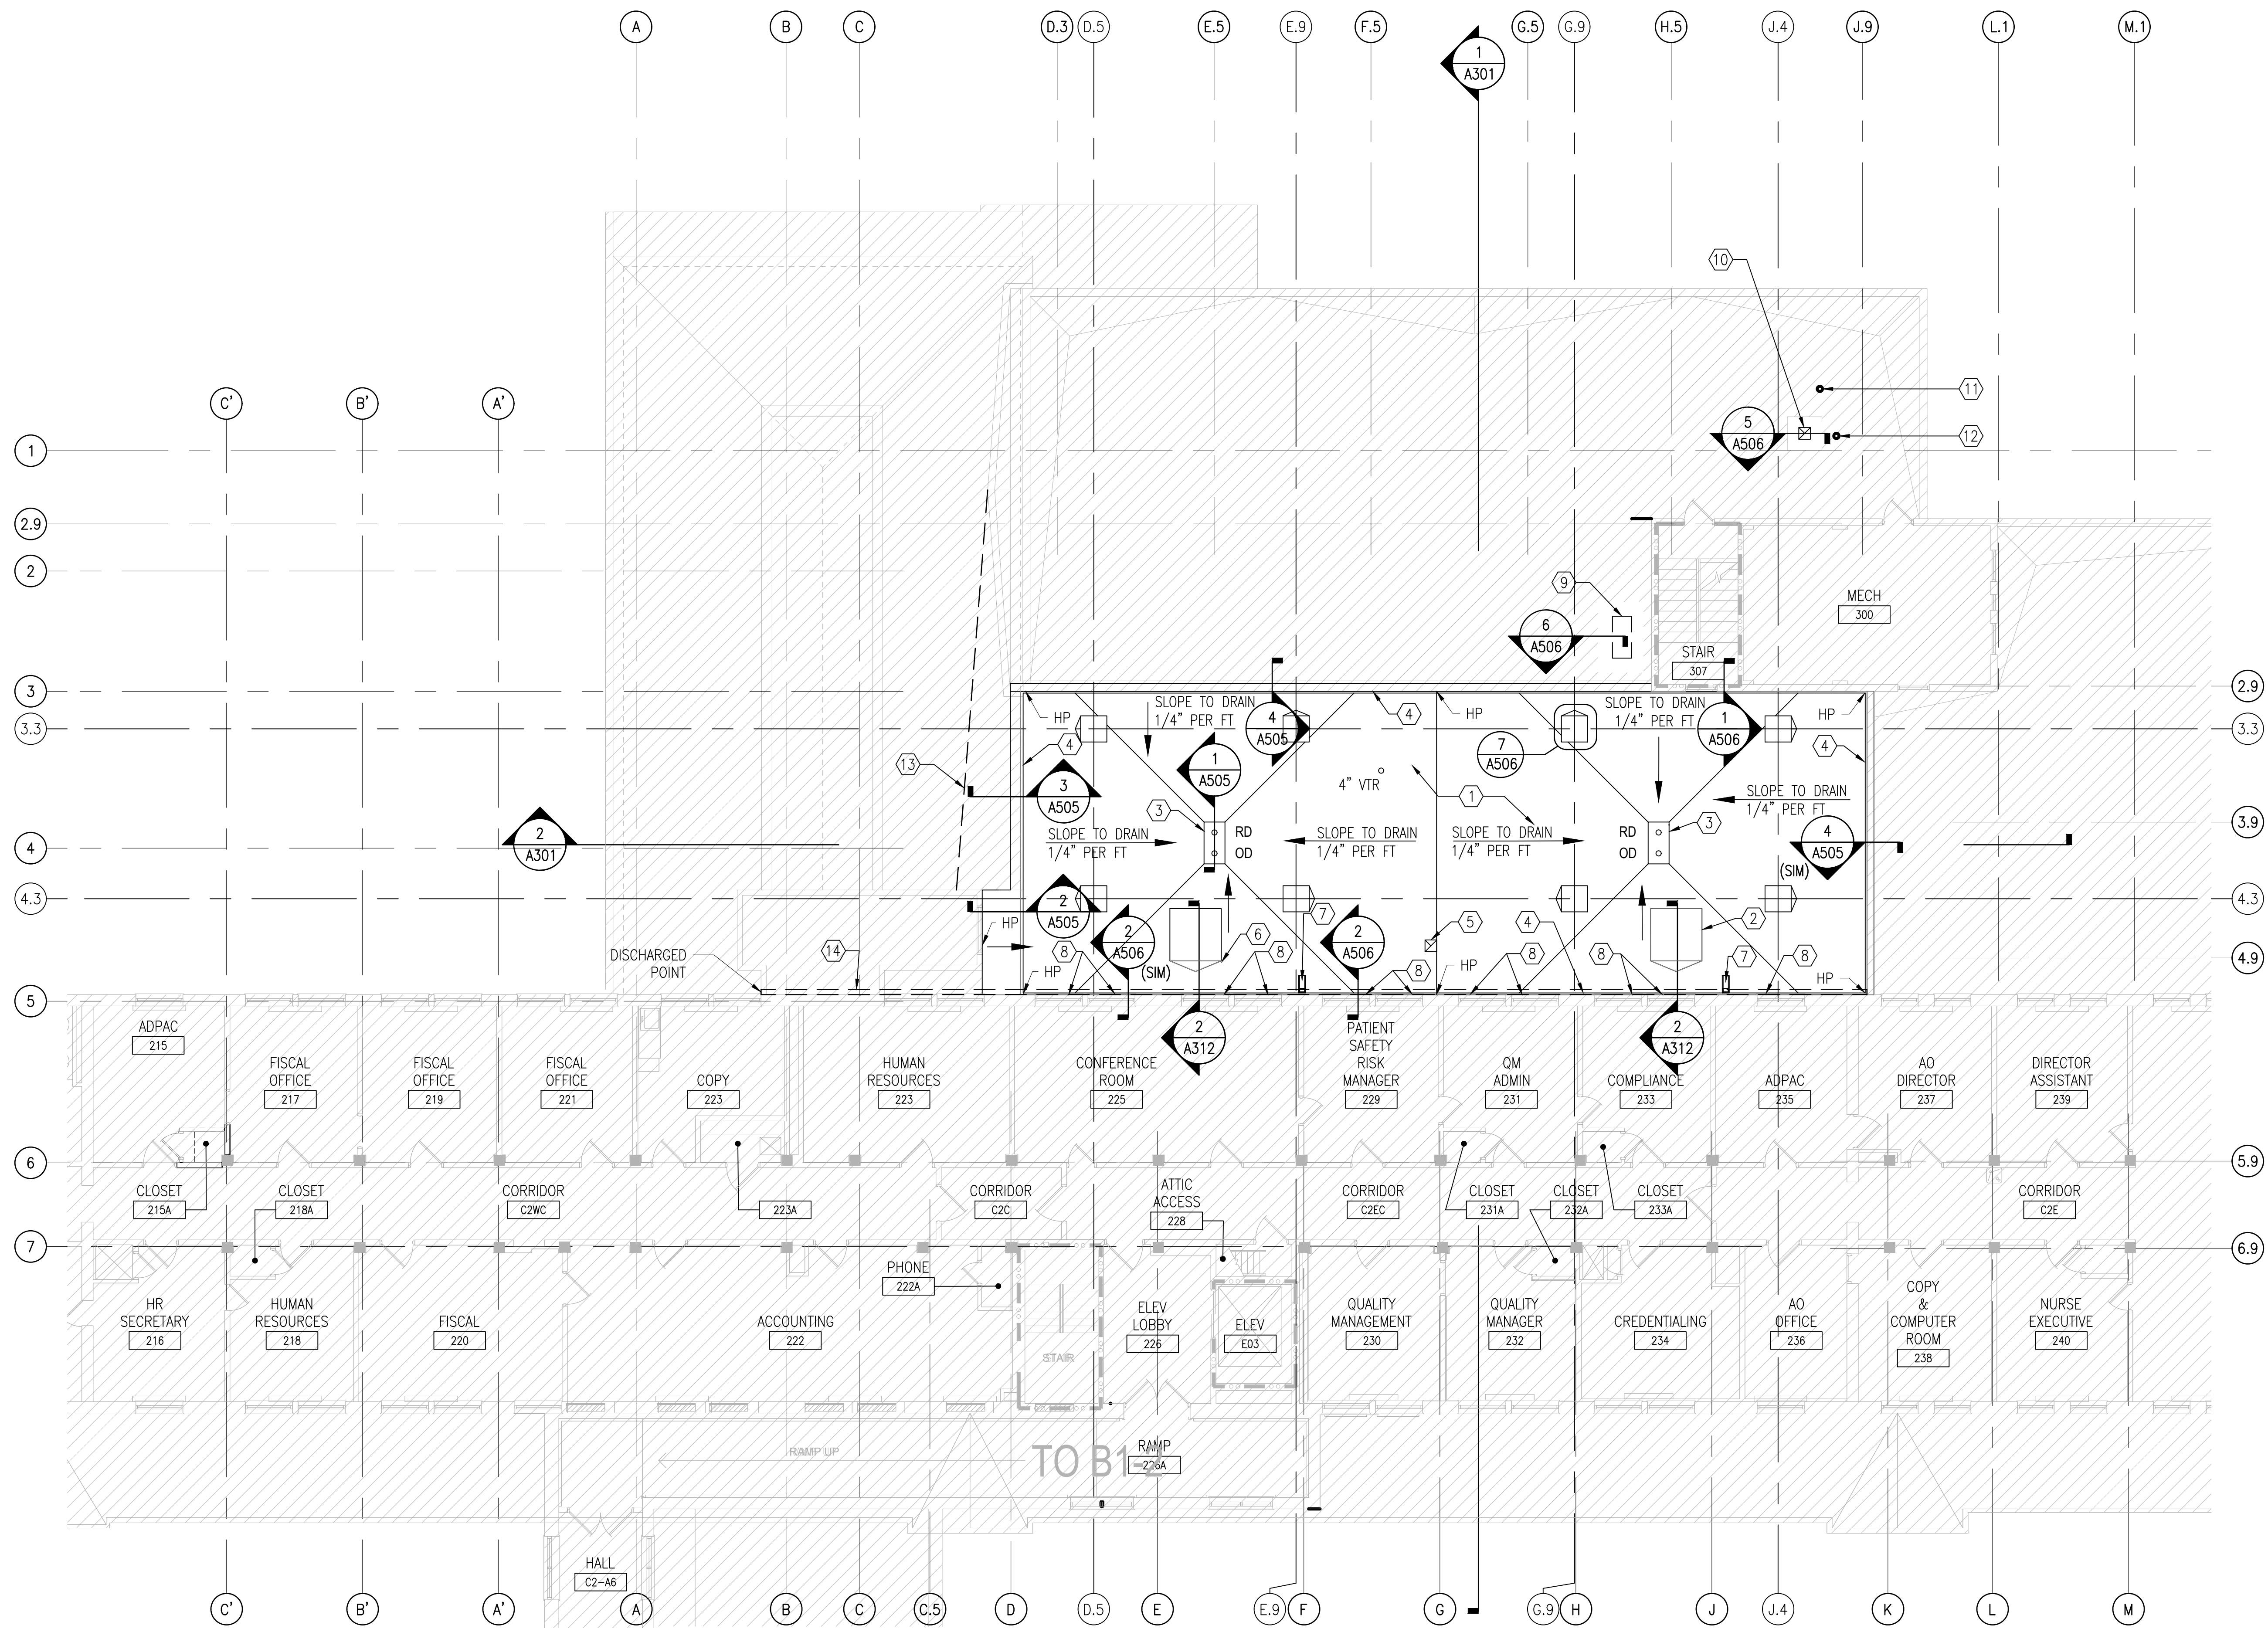 A
B
C
D.3
D.5
E.5
E.9
F.5
G.5
G.9
H.5
J.4
J.9
L.1
M.1
1
A301
10
11
5
A506
12
C'
B'
A'
1
2.9
2
3
3.3
4
4.3
5
6
7
2.9
3.3
3.9
4.3
4.9
5.9
6.9
9
6
A506
MECH
300
STAIR
307
HP
SLOPE TO DRAIN
1/4" PER FT
4
A505
4
HP
SLOPE TO DRAIN
1/4" PER FT
1
A506
HP
4
4
13
3
A505
1
A505
7
A506
4" VTR
1
SLOPE TO DRAIN
1/4" PER FT
2
A301
3
RD
OD
SLOPE TO DRAIN
1/4" PER FT
SLOPE TO DRAIN
1/4" PER FT
SLOPE TO DRAIN
1/4" PER FT
RD
OD
3
4
A505
(SIM)
2
A505
HP
7
5
4
2
DISCHARGED
POINT
14
8
2
A506
(SIM)
6
8
2
A506
8
HP
8
8
7
8
HP
HP
2
A312
2
A312
ADPAC
215
FISCAL
OFFICE
217
FISCAL
OFFICE
219
FISCAL
OFFICE
221
COPY
223
HUMAN
RESOURCES
223
CONFERENCE
ROOM
225
PATIENT
SAFETY
RISK
MANAGER
229
QM
ADMIN
231
COMPLIANCE
233
ADPAC
235
AO
DIRECTOR
237
DIRECTOR
ASSISTANT
239
CLOSET
215A
CLOSET
218A
CORRIDOR
C2WC
223A
CORRIDOR
C2C
ATTIC
ACCESS
228
CORRIDOR
C2EC
CLOSET
231A
CLOSET
232A
CLOSET
233A
CORRIDOR
C2E
HR
SECRETARY
216
HUMAN
RESOURCES
218
FISCAL
220
ACCOUNTING
222
PHONE
222A
STAIR
ELEV
LOBBY
226
ELEV
E03
QUALITY
MANAGEMENT
230
QUALITY
MANAGER
232
CREDENTIALING
234
AO
OFFICE
236
COPY
&
COMPUTER
ROOM
238
NURSE
EXECUTIVE
240
RAMP UP
TO B1-2
RAMP
226A
HALL
C2-A6
C'
B'
A'
A
B
C
C.5
D
D.5
E
E.9
F
G
G.9
H
J
J.4
K
L
M